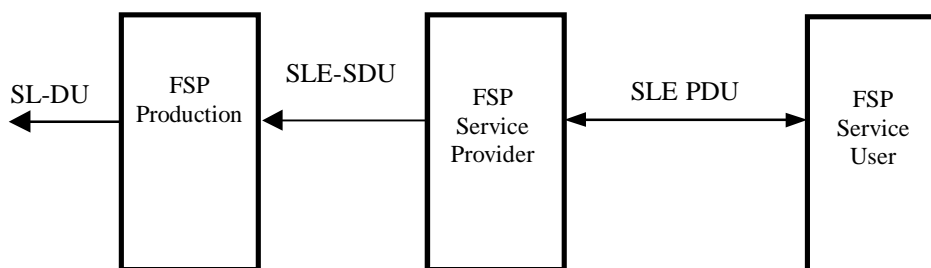 SL-DU
FSP
Production
SLE-SDU
FSP
Service
Provider
SLE PDU
FSP
Service
User